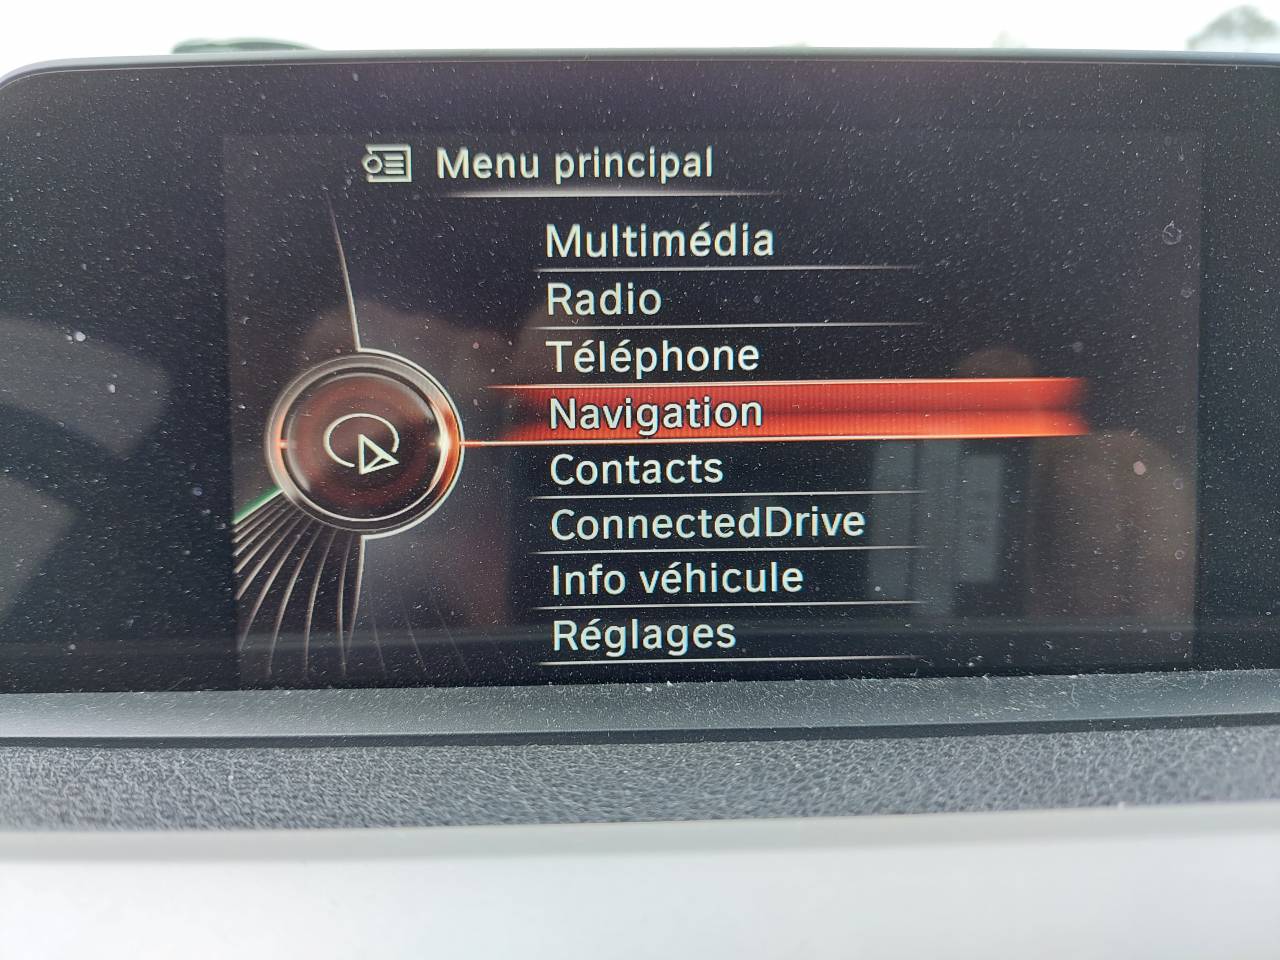 Menu principal
Multimédia
Radio
Téléphone
Navigation
Contacts
ConnectedDrive
Info véhicule
Réglages